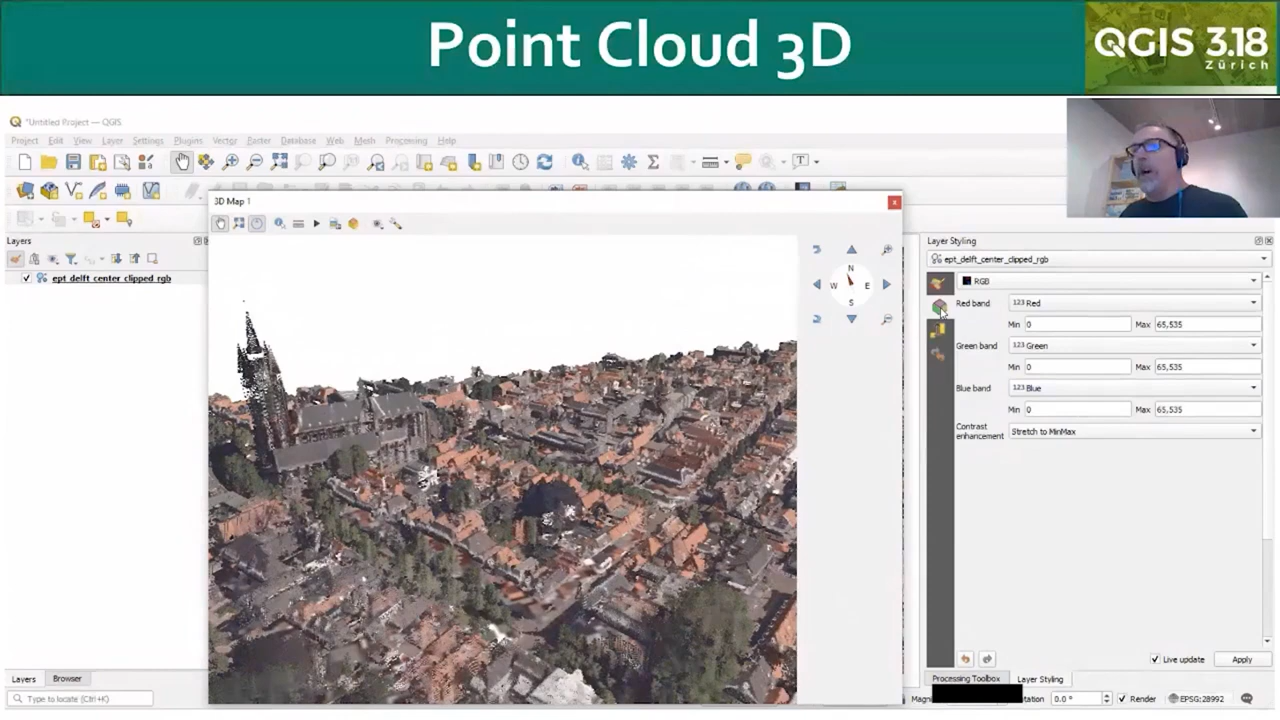 Point Cloud 3D
QGIS 3.18
Zürich
*Untitled Project — QGIS
Project Edit View Layer Settings Plugins Vector Raster Database Web Mesh Processing Help
3D Map 1
Layers
ept_delft_center_clipped_rgb
N
W E
S
Layer Styling
ept_delft_center_clipped_rgb
RGB
Red band 123 Red
Min 0 Max 65,535
Green band 123 Green
Min 0 Max 65,535
Blue band 123 Blue
Min 0 Max 65,535
Contrast
enhancement Stretch to MinMax
Live update Apply
Layers Browser
Processing Toolbox Layer Styling
Type to locate (Ctrl+K)
0.0 ° Render EPSG:28992